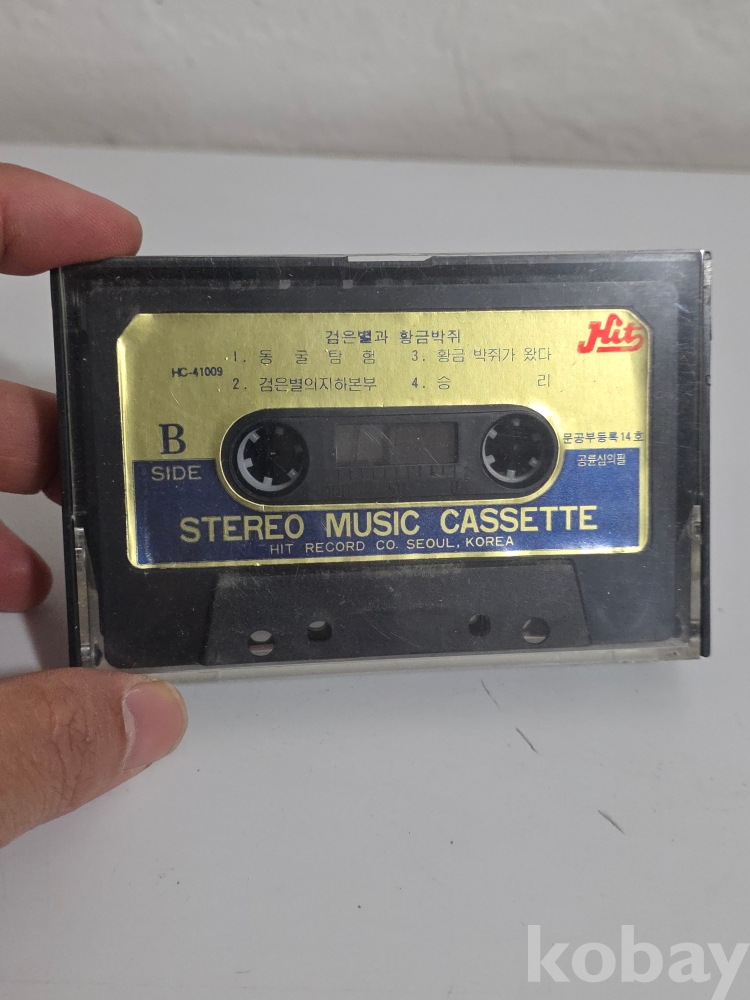 검은별과 황금박쥐
Hit
1. 동 굴 탐 험 3. 황금 박쥐가 왔다
HC-41009
2. 검은별의지하본부 4. 승 리
B
SIDE
문공부등록14호
공륜심의필
STEREO MUSIC CASSETTE
HIT RECORD CO. SEOUL, KOREA
kobay